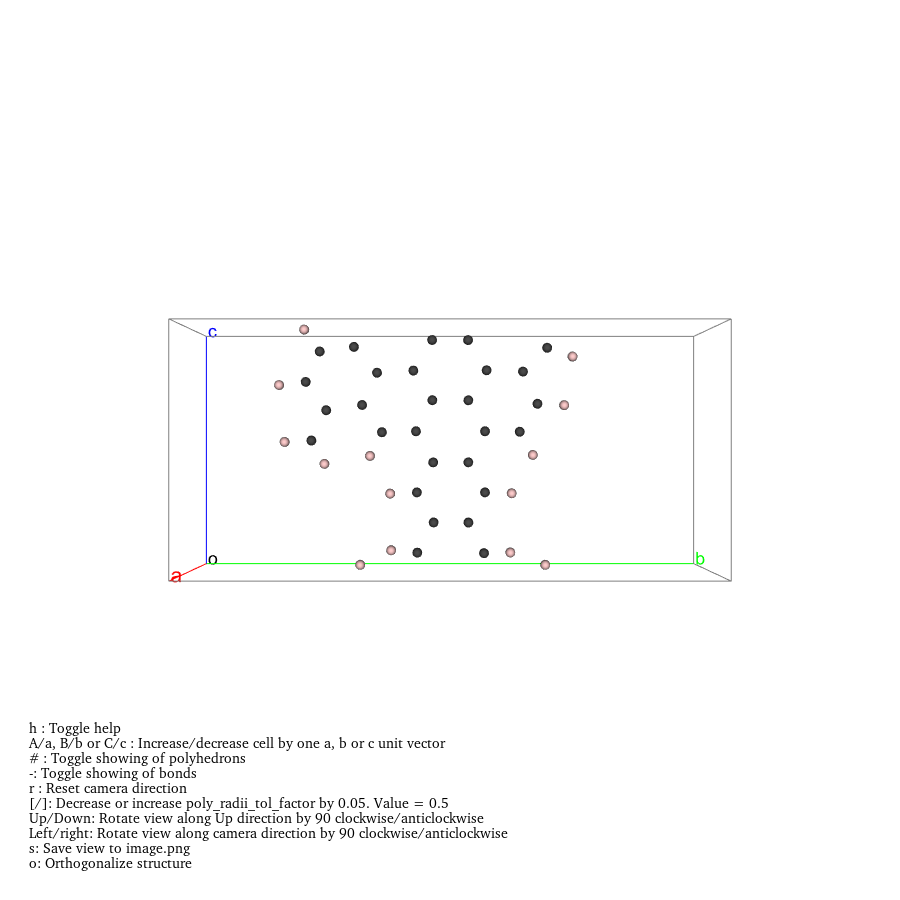 c
o
a
b
h : Toggle help
A/a, B/b or C/c : Increase/decrease cell by one a, b or c unit vector
# : Toggle showing of polyhedrons
-: Toggle showing of bonds
r : Reset camera direction
[/]: Decrease or increase poly_radii_tol_factor by 0.05. Value = 0.5
Up/Down: Rotate view along Up direction by 90 clockwise/anticlockwise
Left/right: Rotate view along camera direction by 90 clockwise/anticlockwise
s: Save view to image.png
o: Orthogonalize structure